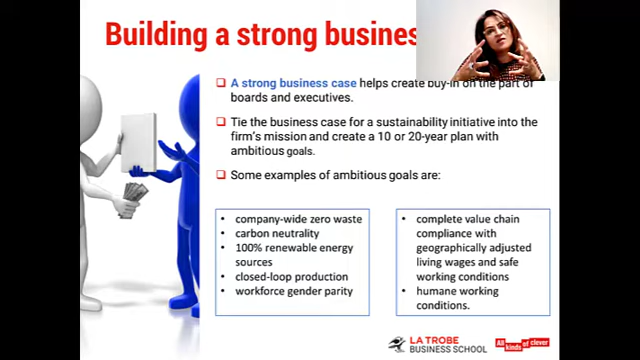 Building a strong busines
A strong business case helps create buy-in on the part of
boards and executives.
Tie the business case for a sustainability initiative into the
firm's mission and create a 10 or 20-year plan with
ambitious goals.
Some examples of ambitious goals are:
• company-wide zero waste
• carbon neutrality
• 100% renewable energy
sources
• closed-loop production
• workforce gender parity
• complete value chain
compliance with
geographically adjusted
living wages and safe
working conditions
• humane working
conditions.
LA TROBE
BUSINESS SCHOOL
All
kinds of clever